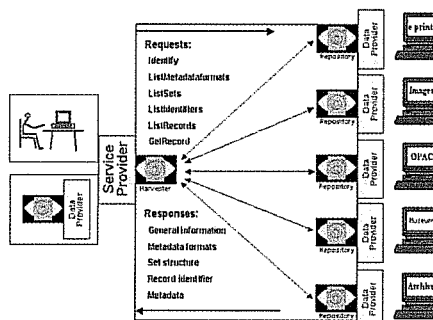 Requests:
Identify
ListMetadataformats
ListSets
ListIdentifiers
ListRecords
GetRecord
Service
Provider
Harvester
Data
Provider
Responses:
General information
Metadata formats
Set structure
Record identifier
Metadata
Repository
Data
Provider
e print
Repository
Data
Provider
Images
Repository
Data
Provider
OPAC
Repository
Data
Provider
Repository
Data
Provider